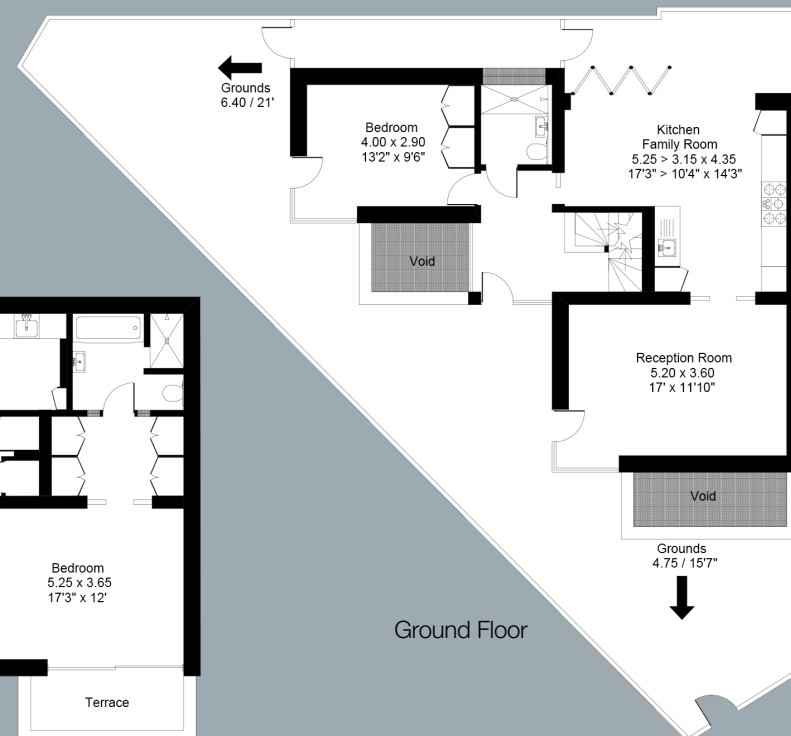 Grounds
6.40 / 21'
Bedroom
4.00 x 2.90
13'2" x 9'6"
Kitchen
Family Room
5.25 > 3.15 x 4.35
17'3" > 10'4" x 14'3"
Void
Reception Room
5.20 x 3.60
17' x 11'10"
Void
Grounds
4.75 / 15'7"
Bedroom
5.25 x 3.65
17'3" x 12'
Ground Floor
Terrace